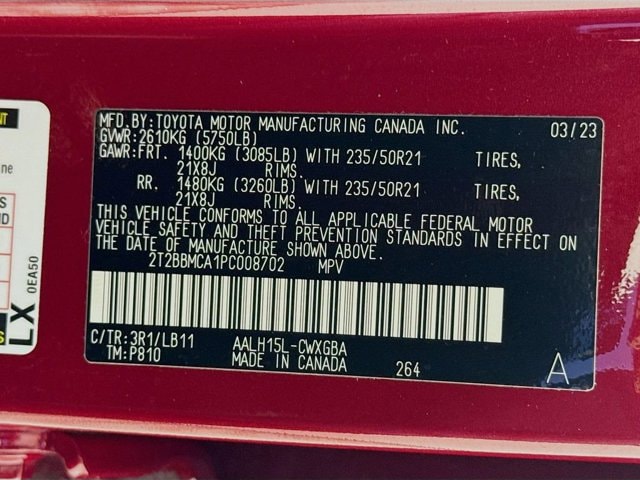 MFD.BY:TOYOTA MOTOR MANUFACTURING CANADA INC. 03/23
GVWR:2610KG (5750LB)
GAWR:FRT. 1400KG (3085LB) WITH 235/50R21 TIRES,
21X8J RIMS.
RR. 1480KG (3260LB) WITH 235/50R21 TIRES,
21X8J RIMS.
THIS VEHICLE CONFORMS TO ALL APPLICABLE FEDERAL MOTOR
VEHICLE SAFETY AND THEFT PREVENTION STANDARDS IN EFFECT ON
THE DATE OF MANUFACTURE SHOWN ABOVE.
2T2BBMCA1PC008702 MPV
C/TR:3R1/LB11 AALH15L-CWXGBA
TM:P810 MADE IN CANADA 264 A
LX 0EA50